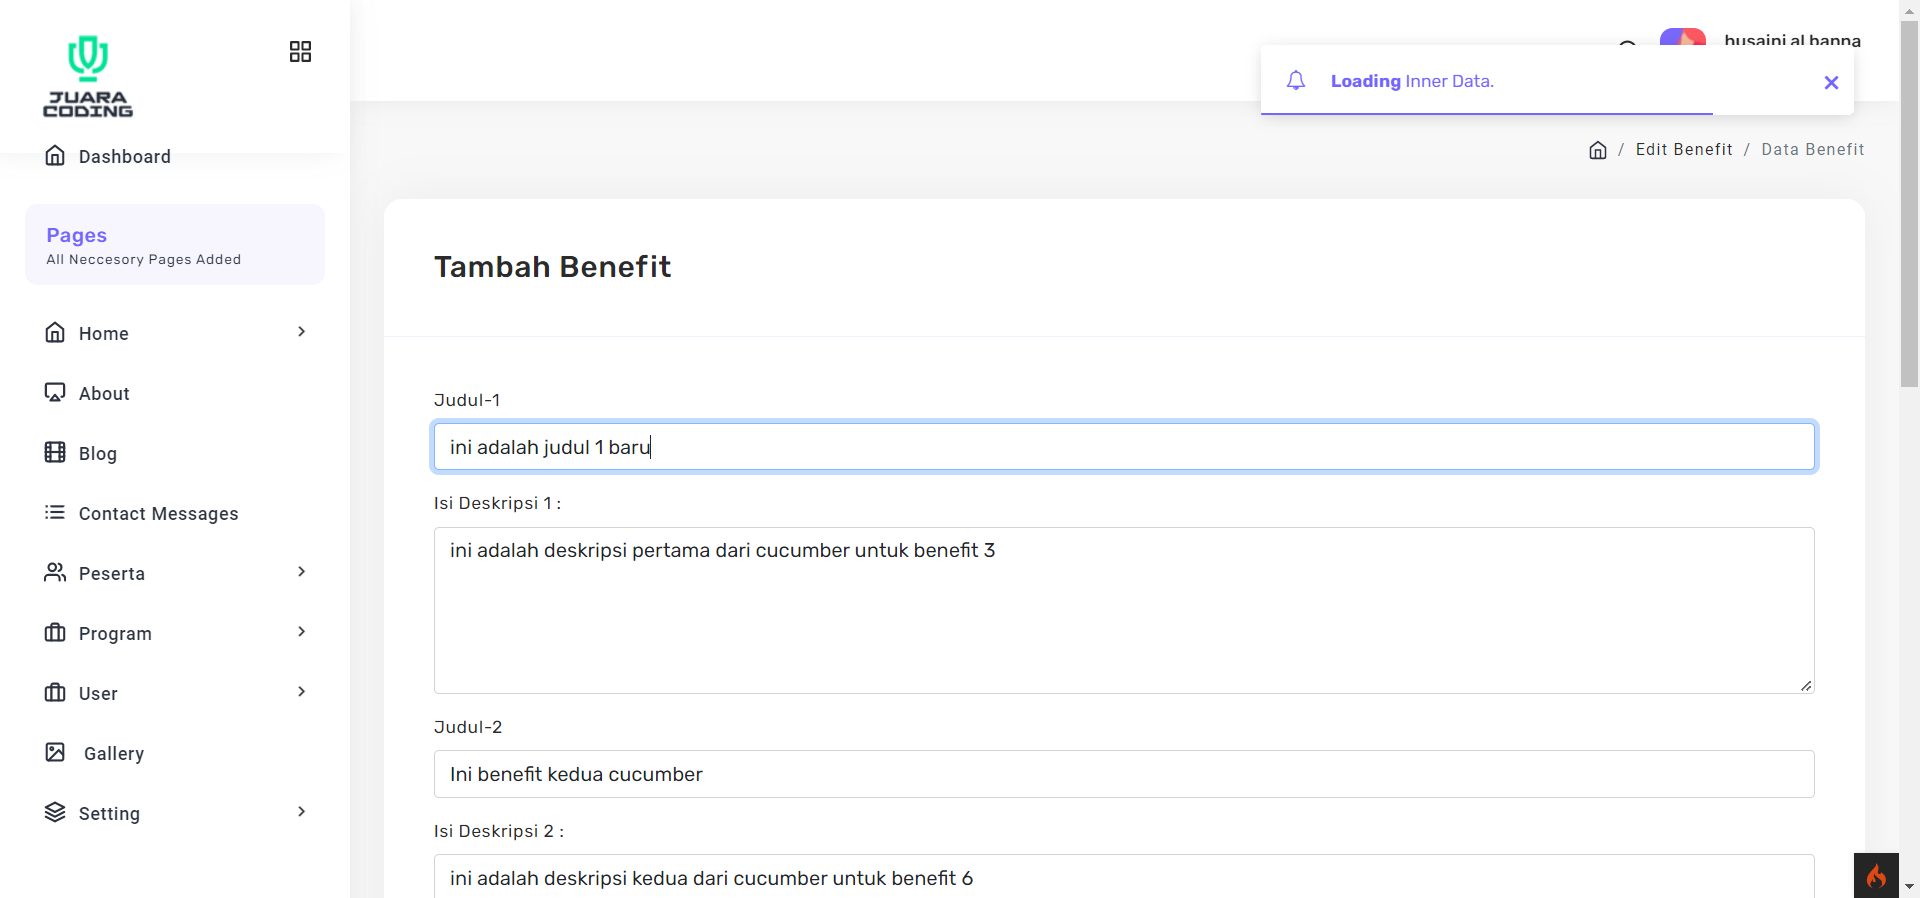 JUARA
CODING
Dashboard
Pages
All Neccesory Pages Added
Home
About
Blog
Contact Messages
Peserta
Program
User
Gallery
Setting
husaini al banna
Loading Inner Data.
/ Edit Benefit / Data Benefit
Tambah Benefit
Judul-1
ini adalah judul 1 baru
Isi Deskripsi 1 :
ini adalah deskripsi pertama dari cucumber untuk benefit 3
Judul-2
Ini benefit kedua cucumber
Isi Deskripsi 2 :
ini adalah deskripsi kedua dari cucumber untuk benefit 6